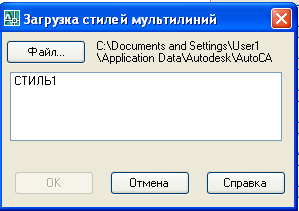 Загрузка стилей мультилиний
Файл...
C:\Documents and Settings\User1
\Application Data\Autodesk\AutoCA
СТИЛЬ1
OK
Отмена
Справка